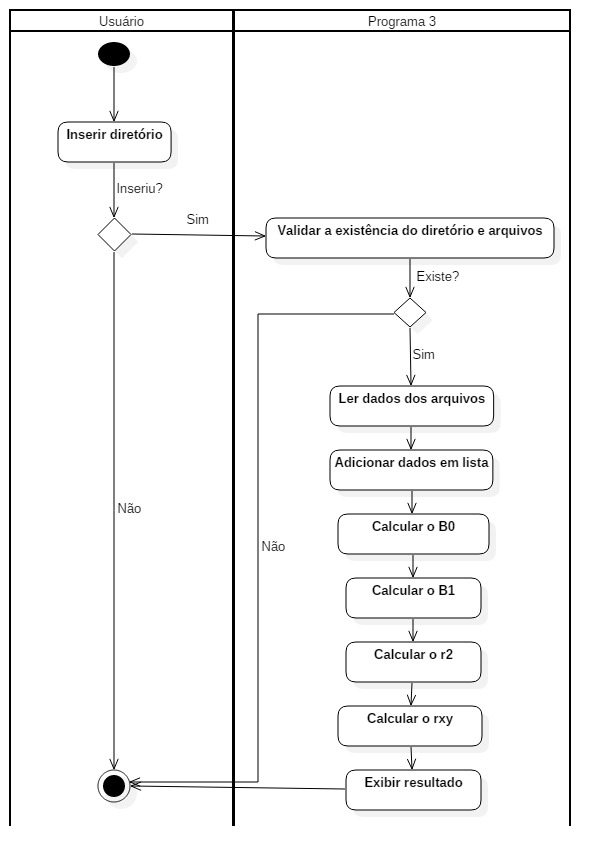 Usuário
Programa 3
Inserir diretório
Inseriu?
Sim
Validar a existência do diretório e arquivos
Existe?
Sim
Ler dados dos arquivos
Adicionar dados em lista
Calcular o B0
Não
Não
Calcular o B1
Calcular o r2
Calcular o rxy
Exibir resultado